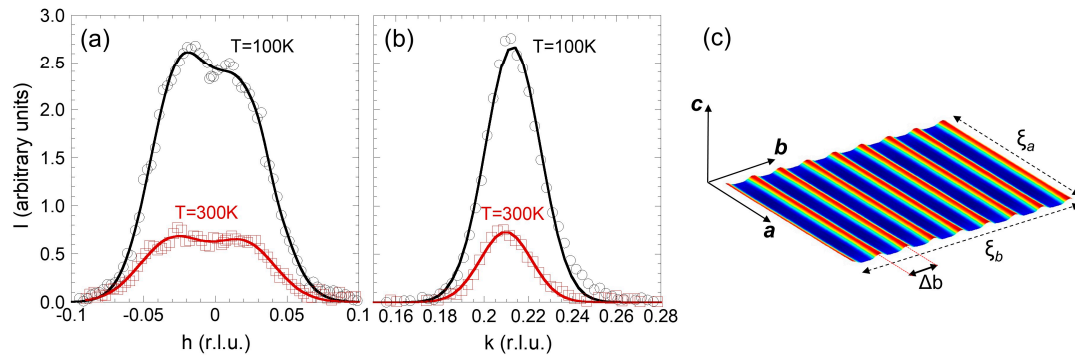 (a)
T=100K
T=300K
I (arbitrary units)
3.0
2.5
2.0
1.5
1.0
0.5
0.0
-0.1
-0.05
0
0.05
0.1
h (r.l.u.)
(b)
T=100K
T=300K
0.16
0.18
0.20
0.22
0.24
0.26
0.28
k (r.l.u.)
(c)
c
b
a
ξa
ξb
Δb